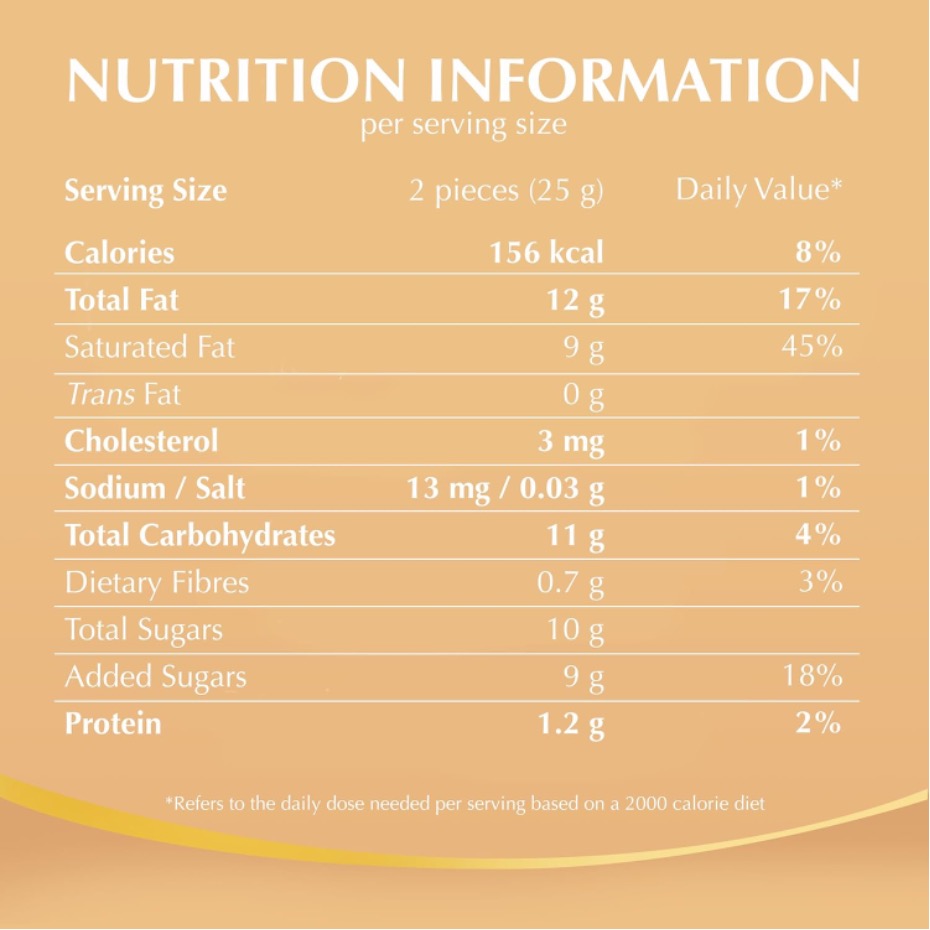 NUTRITION INFORMATION
per serving size
Serving Size 2 pieces (25 g) Daily Value*
Calories 156 kcal 8%
Total Fat 12 g 17%
Saturated Fat 9 g 45%
Trans Fat 0 g
Cholesterol 3 mg 1%
Sodium / Salt 13 mg / 0.03 g 1%
Total Carbohydrates 11 g 4%
Dietary Fibres 0.7 g 3%
Total Sugars 10 g
Added Sugars 9 g 18%
Protein 1.2 g 2%
*Refers to the daily dose needed per serving based on a 2000 calorie diet